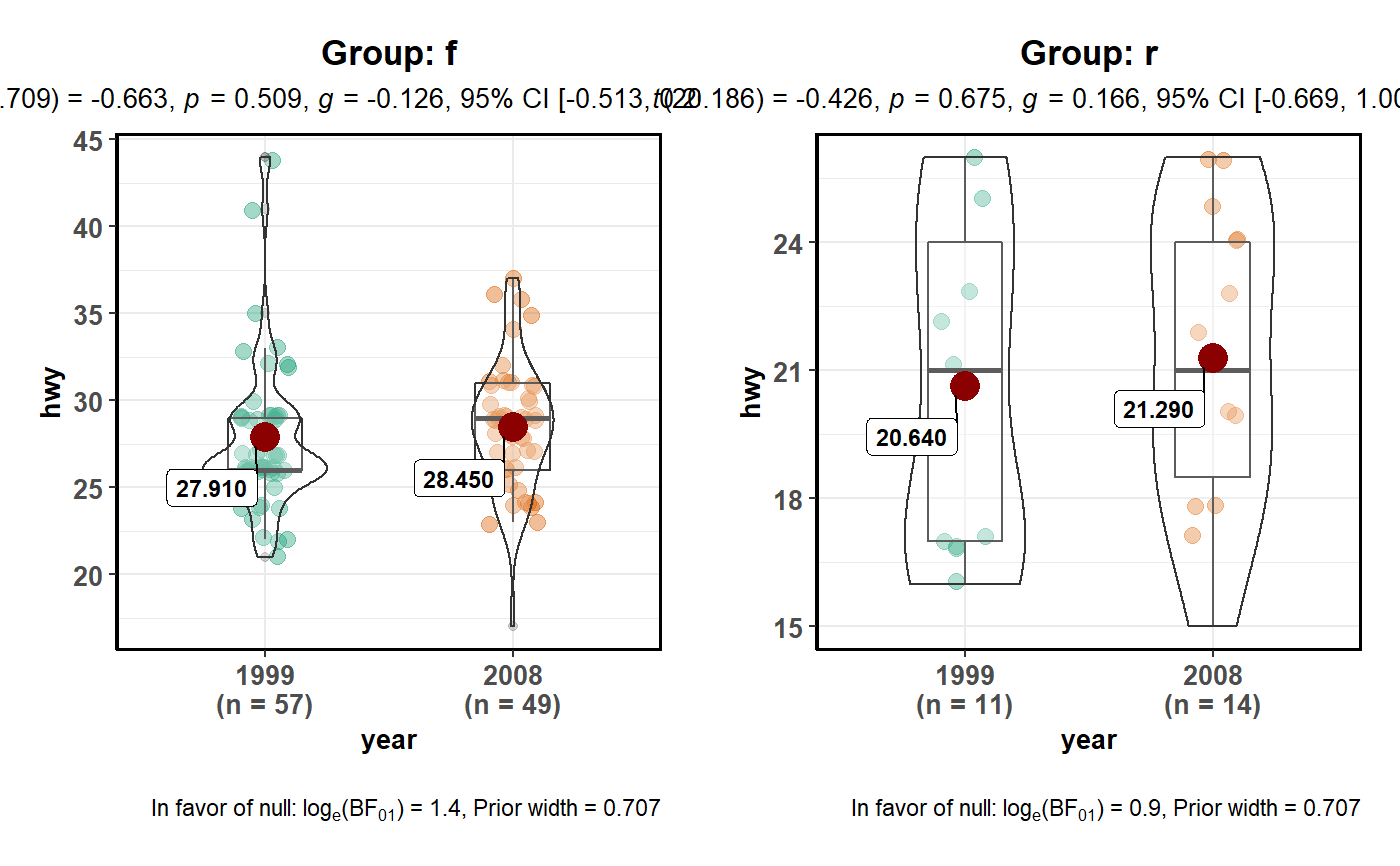 Group: f
.709) = -0.663, p = 0.509, g = -0.126, 95% CI [-0.513,
45
40
35
30
25
20
hwy
27.910
28.450
1999
(n = 57)
2008
(n = 49)
year
In favor of null: logₑ(BF₀₁) = 1.4, Prior width = 0.707
Group: r
20.186) = -0.426, p = 0.675, g = 0.166, 95% CI [-0.669, 1.00
24
21
18
15
hwy
20.640
21.290
1999
(n = 11)
2008
(n = 14)
year
In favor of null: logₑ(BF₀₁) = 0.9, Prior width = 0.707